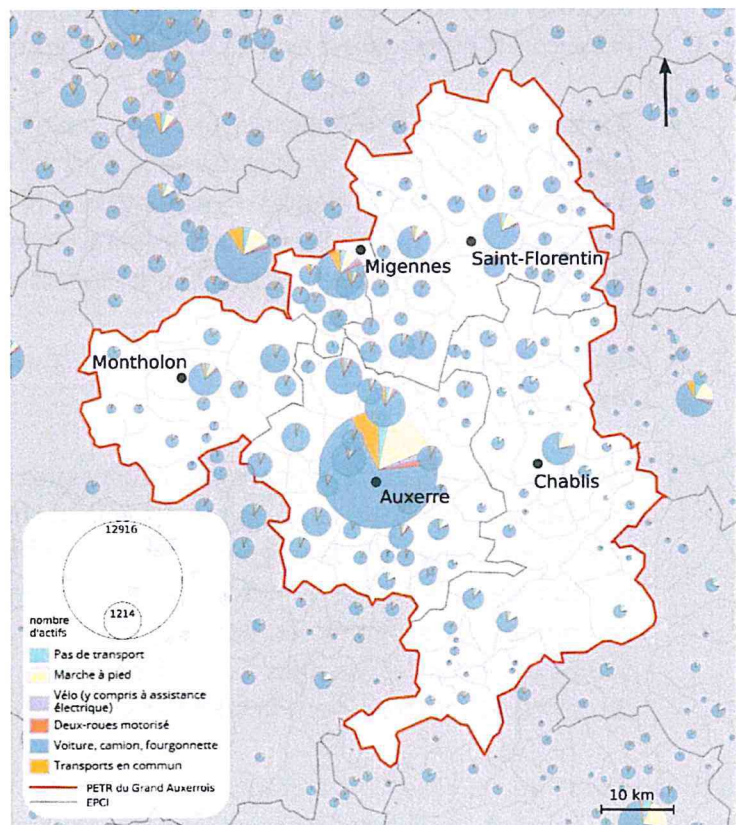 Migennes
Saint-Florentin
Montholon
Auxerre
Chablis
12916
1214
nombre
d'actifs
Pas de transport
Marche à pied
Vélo (y compris à assistance
électrique)
Deux-roues motorisé
Voiture, camion, fourgonnette
Transports en commun
PETR du Grand Auxerrois
EPCI
10 km